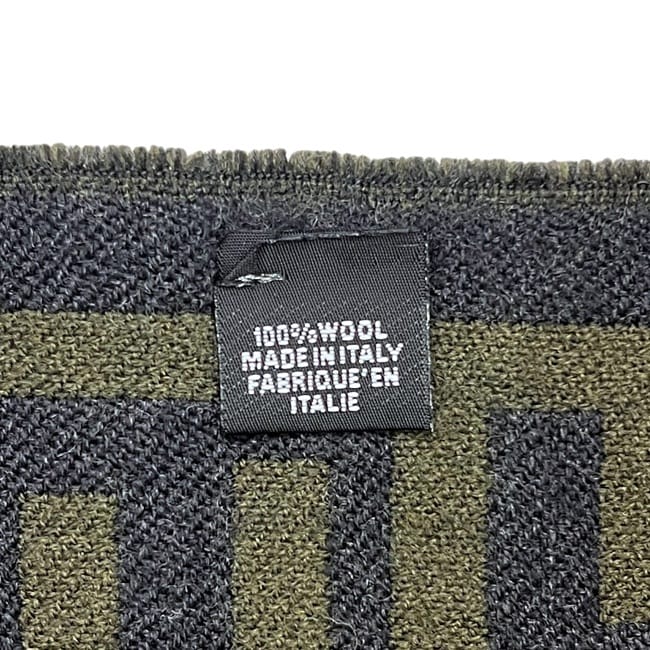 100% WOOL
MADE IN ITALY
FABRIQUE' EN
ITALIE